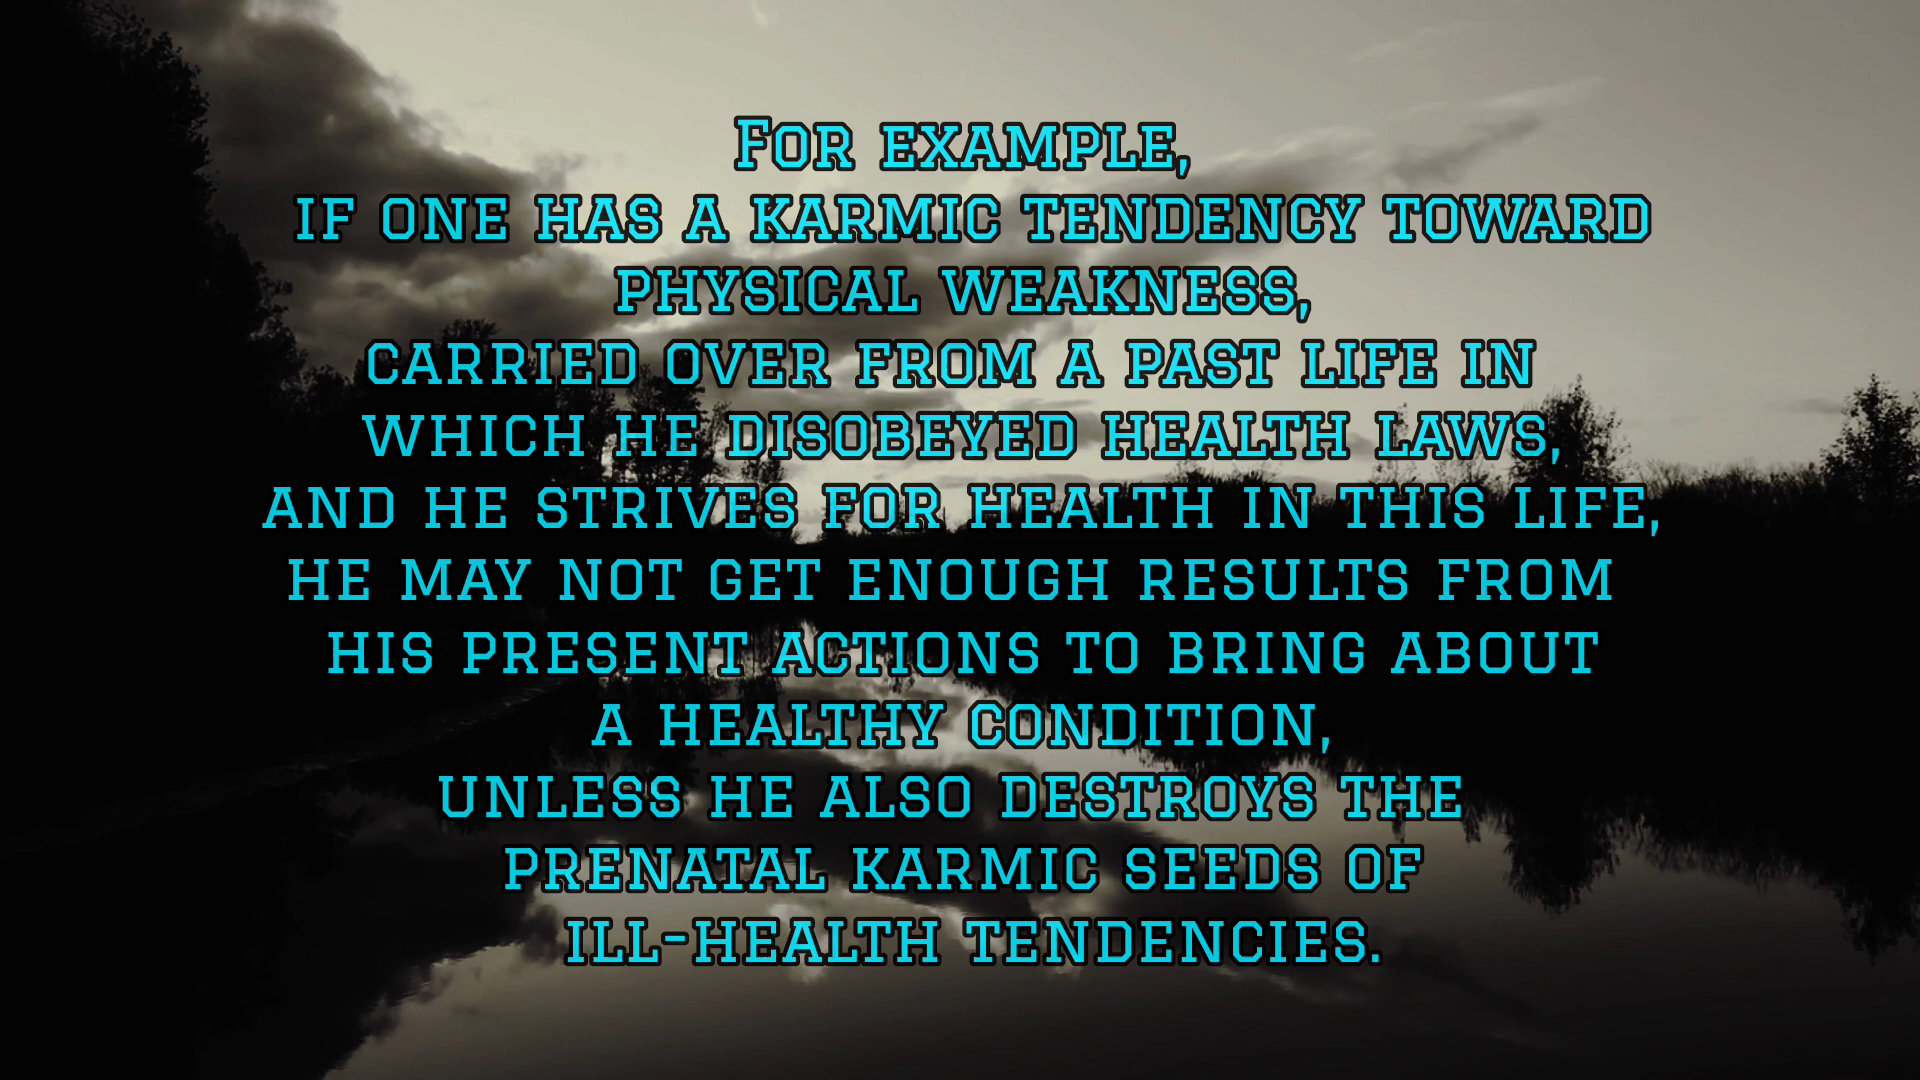 For example,
if one has a karmic tendency toward
physical weakness,
carried over from a past life in
which he disobeyed health laws,
and he strives for health in this life,
he may not get enough results from
his present actions to bring about
a healthy condition,
unless he also destroys the
prenatal karmic seeds of
ill-health tendencies.